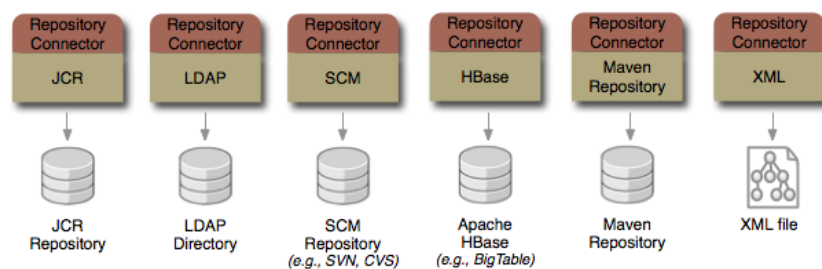 Repository
Connector
JCR
Repository
Connector
LDAP
Repository
Connector
SCM
Repository
Connector
HBase
Repository
Connector
Maven
Repository
Repository
Connector
XML
JCR
Repository
LDAP
Directory
SCM
Repository
(e.g., SVN, CVS)
Apache
HBase
(e.g., BigTable)
Maven
Repository
XML file